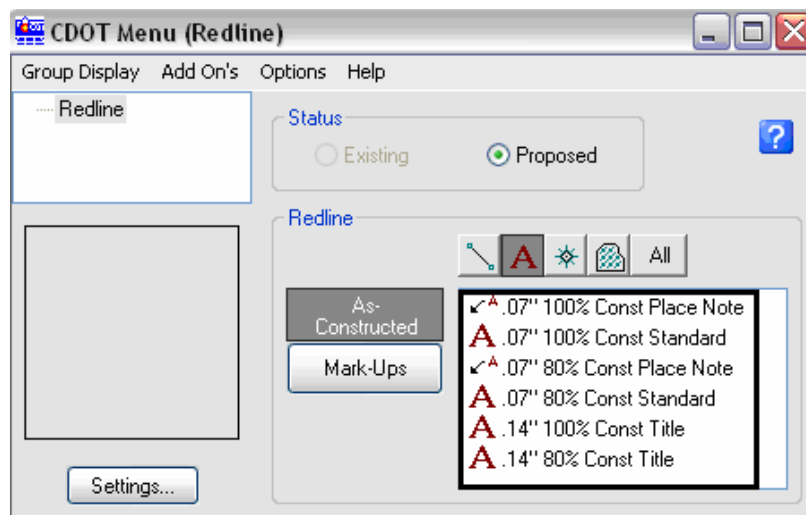 CDOT Menu (Redline)
Group Display Add On's Options Help
Redline
Status
Existing Proposed
?
Redline
A All
As-
Constructed
Mark-Ups
A .07" 100% Const Place Note
A .07" 100% Const Standard
A .07" 80% Const Place Note
A .07" 80% Const Standard
A .14" 100% Const Title
A .14" 80% Const Title
Settings...